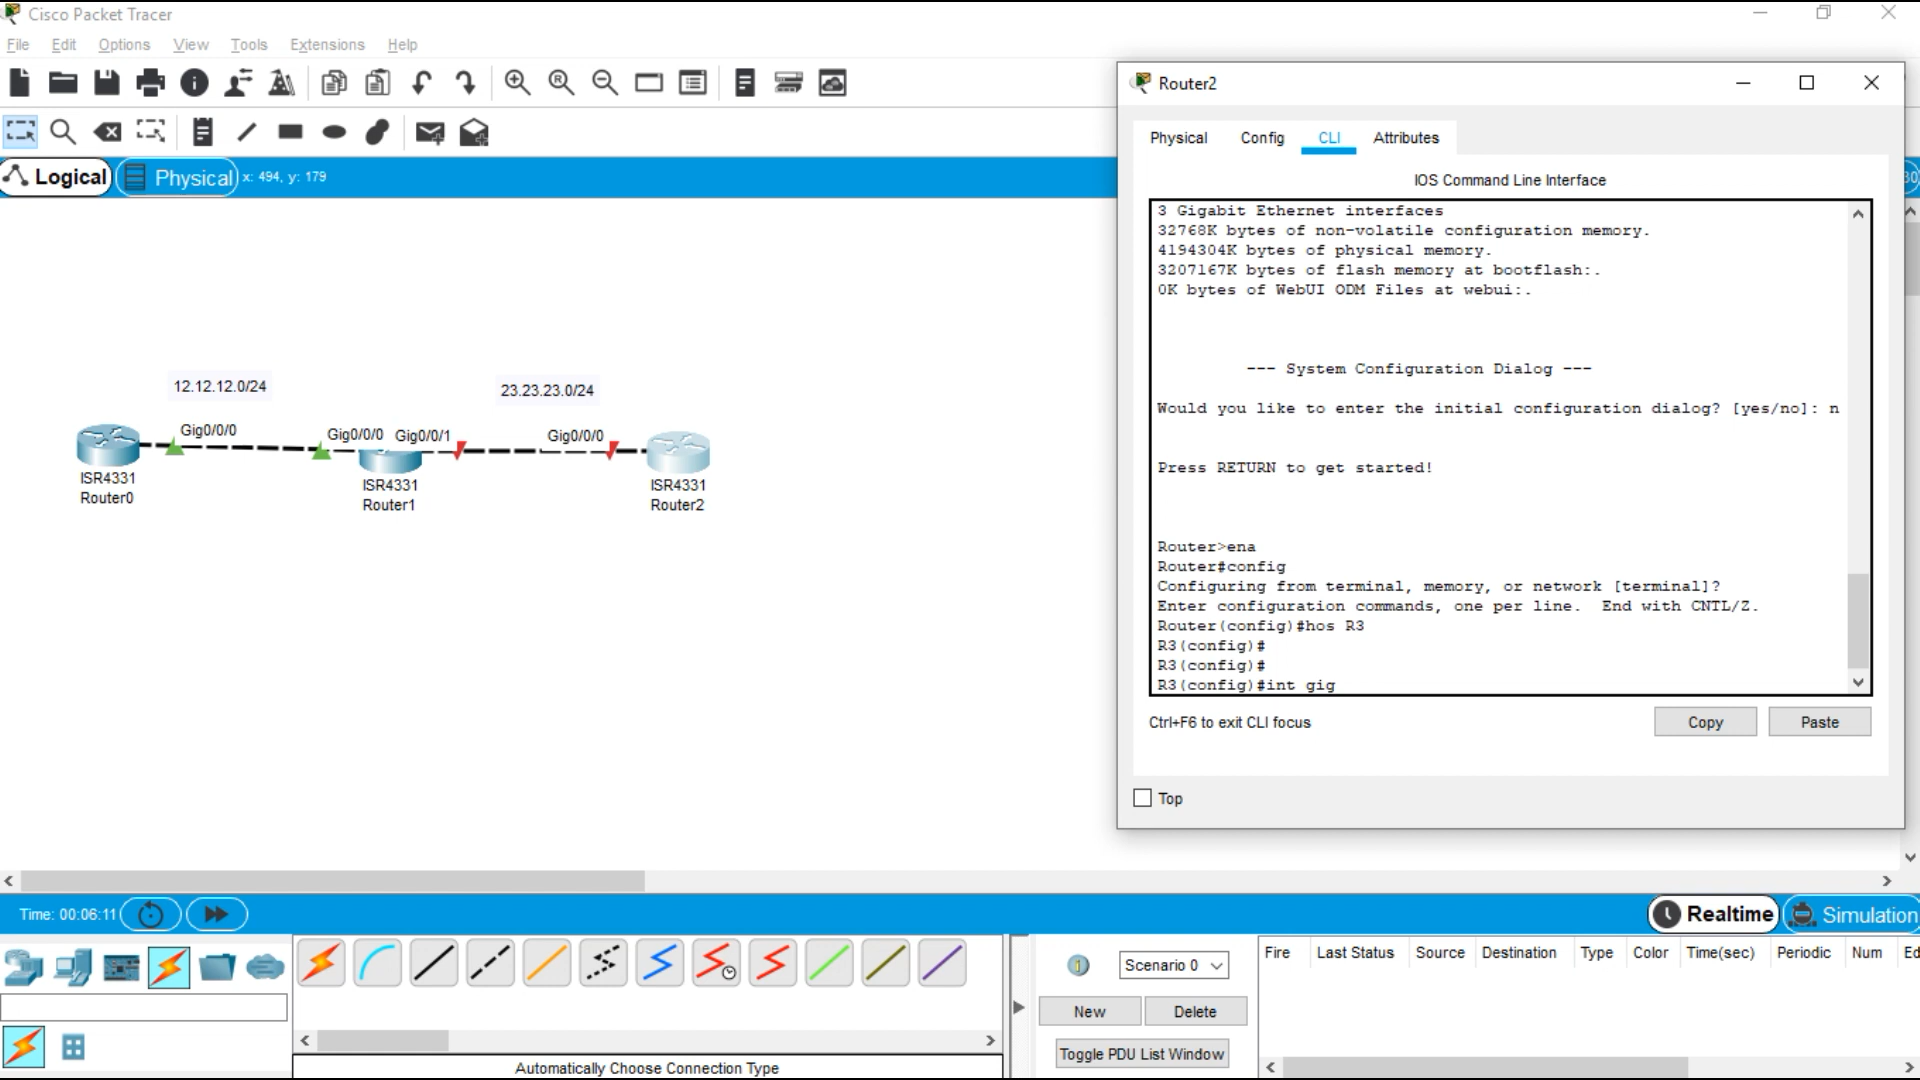 Cisco Packet Tracer
File Edit Options View Tools Extensions Help
Logical Physical x: 494, y: 179
12.12.12.0/24
23.23.23.0/24
Gig0/0/0
Gig0/0/0 Gig0/0/1
Gig0/0/0
ISR4331
Router0
ISR4331
Router1
ISR4331
Router2
Router2
Physical Config CLI Attributes
IOS Command Line Interface
3 Gigabit Ethernet interfaces
32768K bytes of non-volatile configuration memory.
4194304K bytes of physical memory.
3207167K bytes of flash memory at bootflash:.
0K bytes of WebUI ODM Files at webui:.
--- System Configuration Dialog ---
Would you like to enter the initial configuration dialog? [yes/no]: n
Press RETURN to get started!
Router>ena
Router#config
Configuring from terminal, memory, or network [terminal]?
Enter configuration commands, one per line.  End with CNTL/Z.
Router(config)#hos R3
R3(config)#
R3(config)#
R3(config)#int gig
Ctrl+F6 to exit CLI focus
Copy Paste
Top
Time: 00:06:11
Realtime Simulation
Automatically Choose Connection Type
Scenario 0
New Delete
Toggle PDU List Window
Fire Last Status Source Destination Type Color Time(sec) Periodic Num Ed